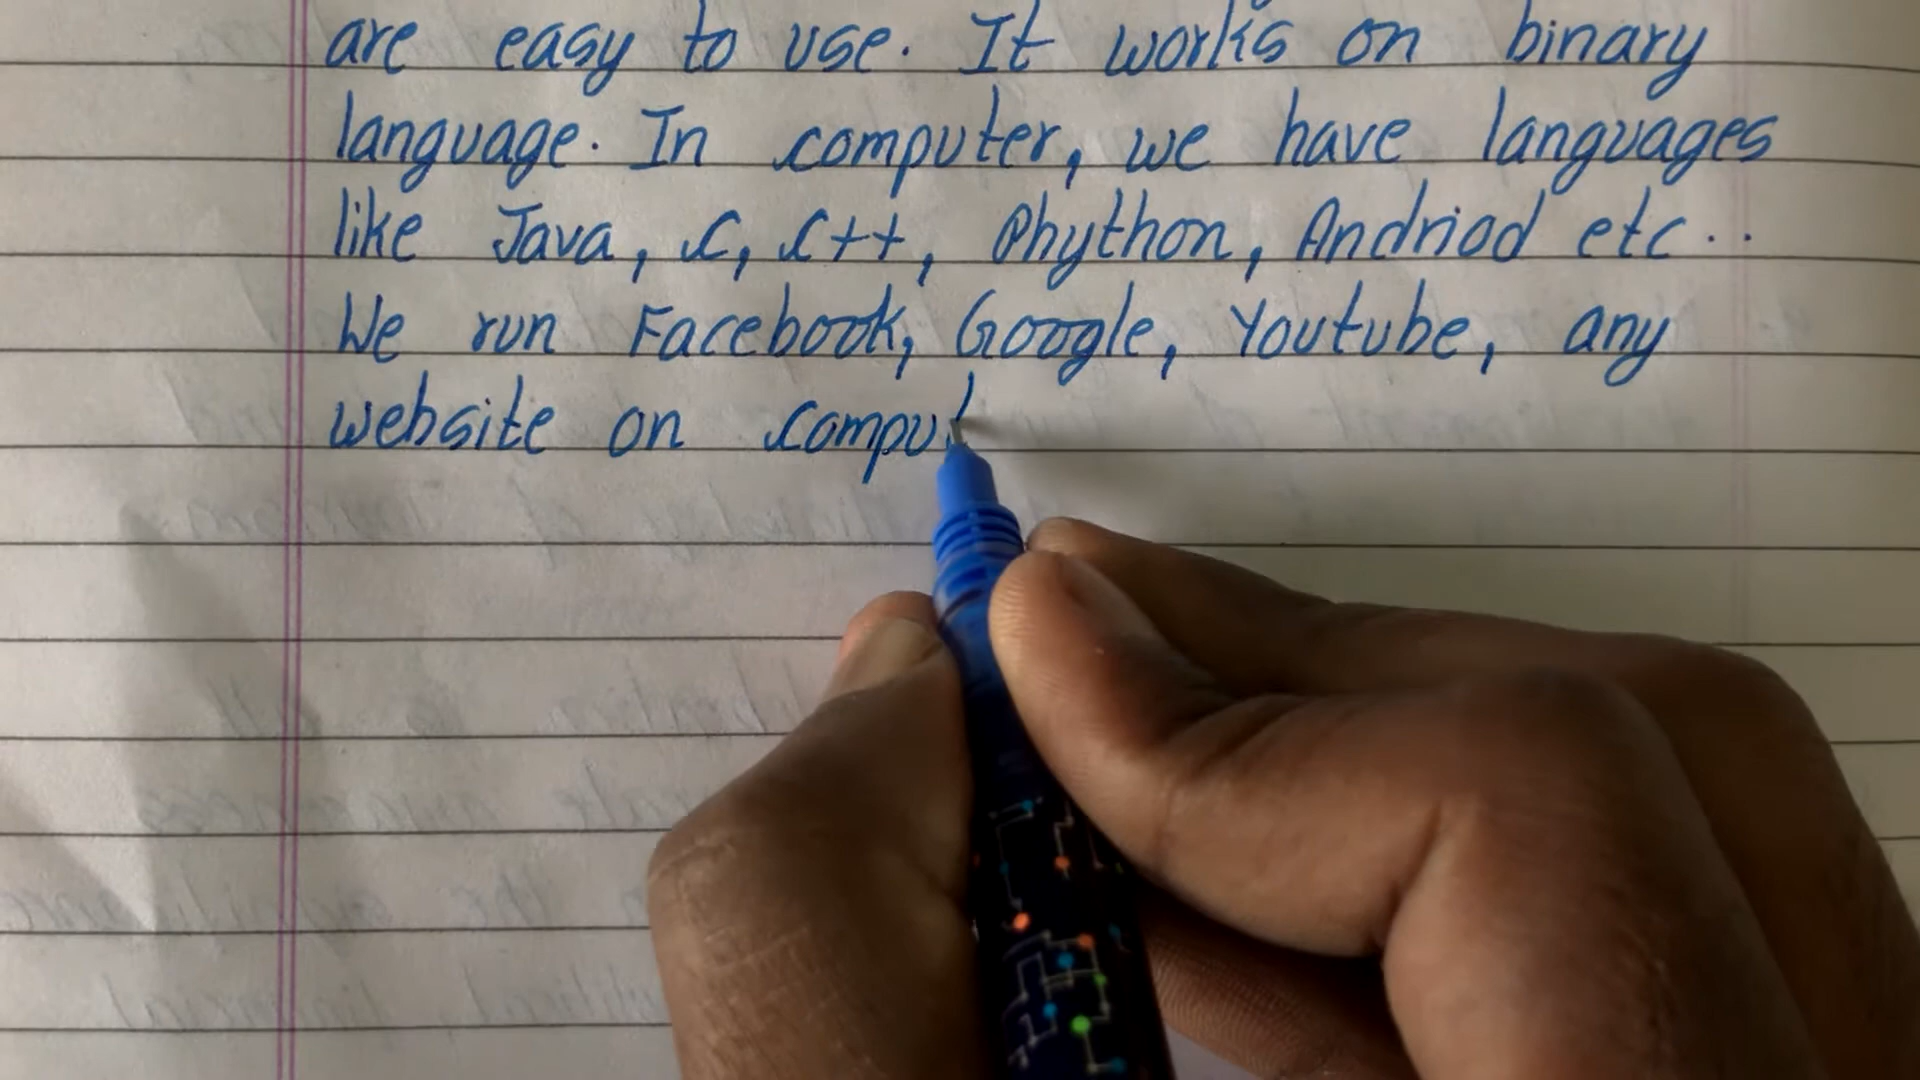 are easy to use. It works on binary
language. In computer, we have languages
like Java, C, C++, Phython, Andriod etc..
We run Facebook, Google, Youtube, any
website on comput